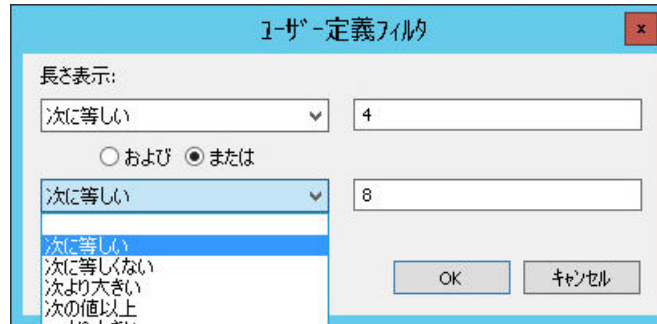 ユーザー定義フィルタ
x
長さ表示:
次に等しい 4
および または
次に等しい 8
次に等しい
次に等しくない
次より大きい
次の値以上
OK キャンセル